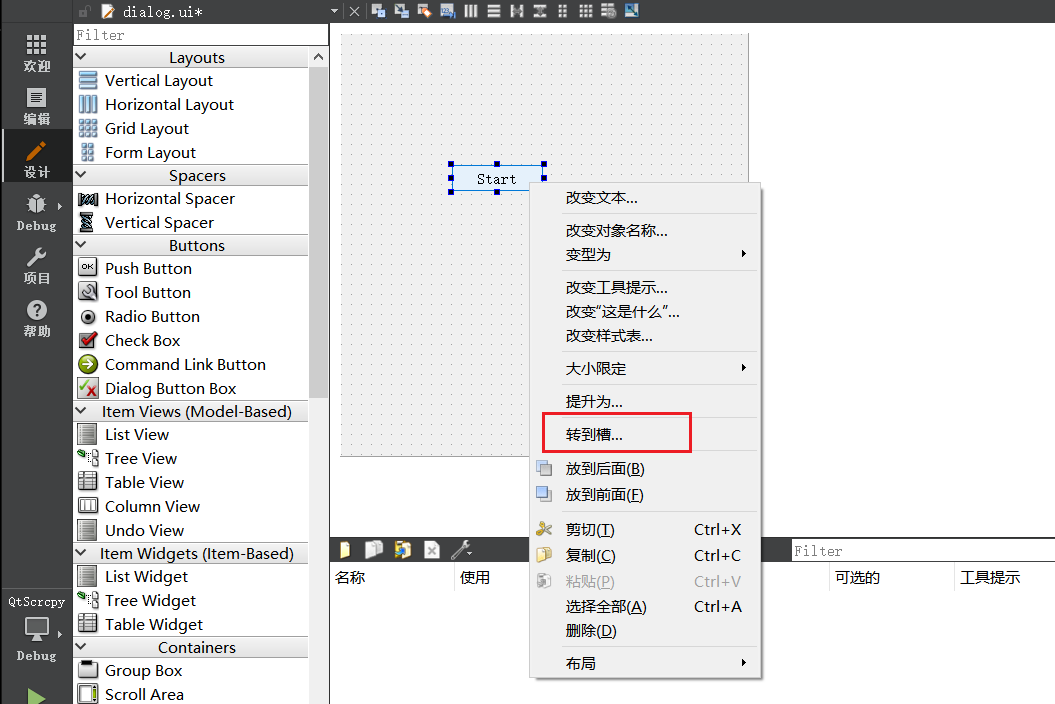 dialog.ui*
欢迎
编辑
设计
Debug
项目
帮助
QtScrcpy
Debug
Filter
Layouts
Vertical Layout
Horizontal Layout
Grid Layout
Form Layout
Spacers
Horizontal Spacer
Vertical Spacer
Buttons
OK
Push Button
Tool Button
Radio Button
Check Box
Command Link Button
Dialog Button Box
Item Views (Model-Based)
List View
Tree View
Table View
Column View
Undo View
Item Widgets (Item-Based)
List Widget
Tree Widget
Table Widget
Containers
Group Box
Scroll Area
Start
改变文本...
改变对象名称...
变型为
改变工具提示...
改变“这是什么”...
改变样式表...
大小限定
提升为...
转到槽...
放到后面(B)
放到前面(F)
剪切(T) Ctrl+X
复制(C) Ctrl+C
粘贴(P) Ctrl+V
选择全部(A) Ctrl+A
删除(D)
布局
Filter
名称 使用 可选的 工具提示